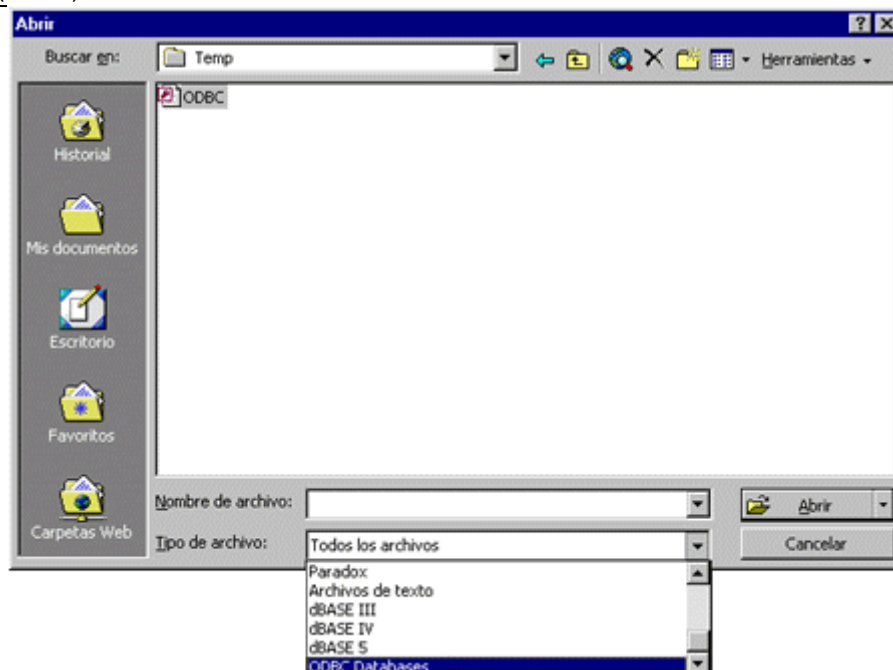 Abrir
Buscar en: Temp Herramientas
ODBC
Historial
Mis documentos
Escritorio
Favoritos
Carpetas Web
Nombre de archivo: Abrir
Tipo de archivo: Todos los archivos Cancelar
Paradox
Archivos de texto
dBASE III
dBASE IV
dBASE 5
ODBC Databases